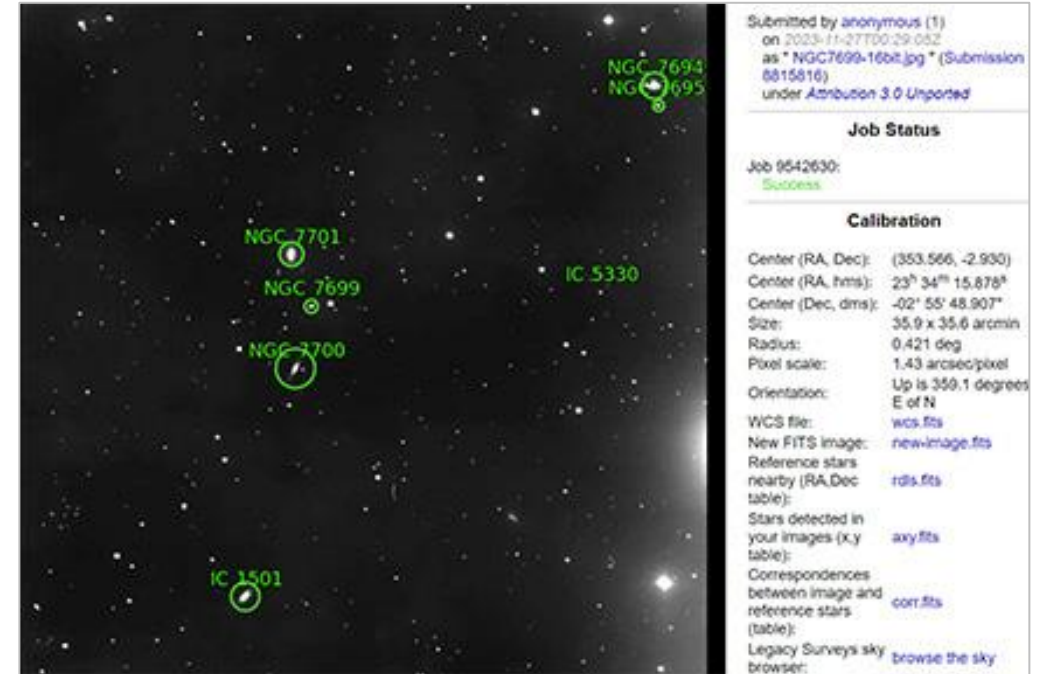 NGC 7694
NGC 7695
NGC 7701
IC 5330
NGC 7699
NGC 7700
IC 1501
Submitted by anonymous (1)
on 2023-11-27T00:29:05Z
as " NGC7699-16bit.jpg " (Submission
8815816)
under Attribution 3.0 Unported
Job Status
Job 9542630:
Success
Calibration
Center (RA, Dec): (353.566, -2.930)
Center (RA, hms): 23h 34m 15.878s
Center (Dec, dms): -02° 55' 48.907"
Size: 35.9 x 35.6 arcmin
Radius: 0.421 deg
Pixel scale: 1.43 arcsec/pixel
Orientation: Up is 359.1 degrees
E of N
WCS file: wcs.fits
New FITS image: new-image.fits
Reference stars
nearby (RA,Dec rdls.fits
table):
Stars detected in
your images (x,y axy.fits
table):
Correspondences
between image and corr.fits
reference stars
(table):
Legacy Surveys sky browse the sky
browser: